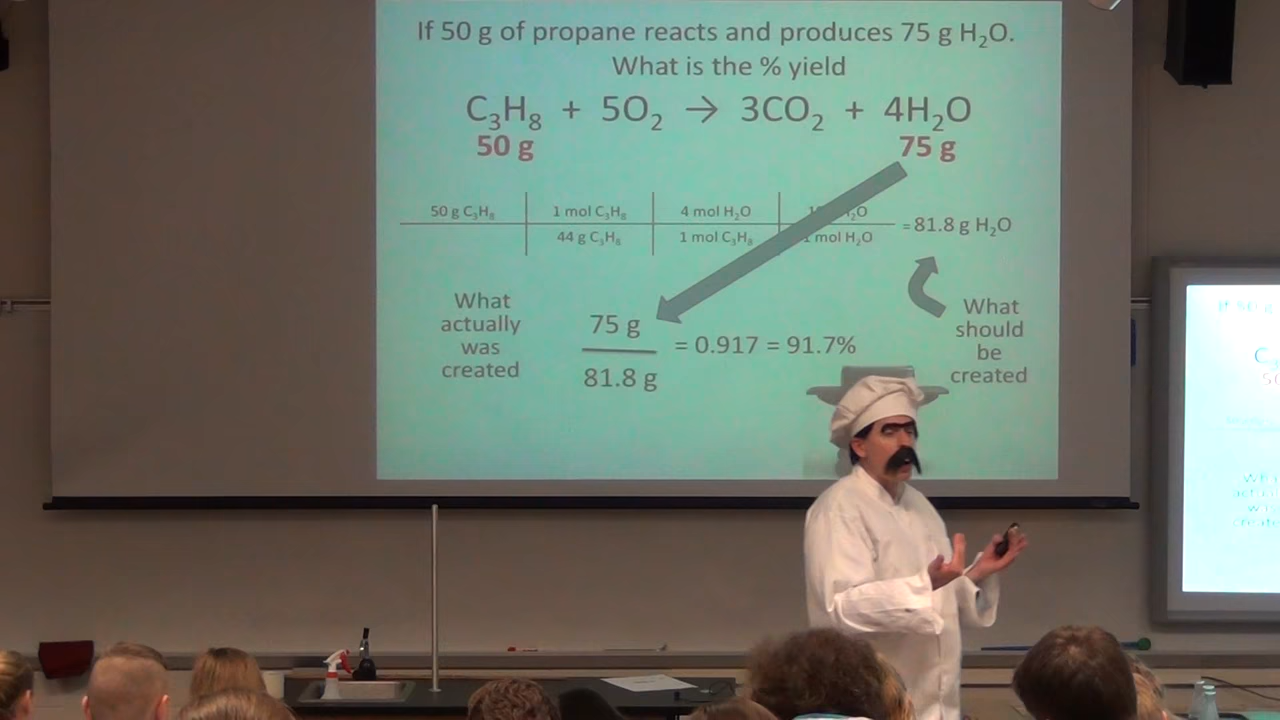 If 50 g of propane reacts and produces 75 g H₂O.
What is the % yield
C₃H₈ + 5O₂ → 3CO₂ + 4H₂O
50 g 75 g
50 g C₃H₈ 1 mol C₃H₈ 4 mol H₂O
44 g C₃H₈ 1 mol C₃H₈ mol H₂O
= 81.8 g H₂O
What
actually
was
created
75 g
81.8 g
= 0.917 = 91.7%
What
should
be
created